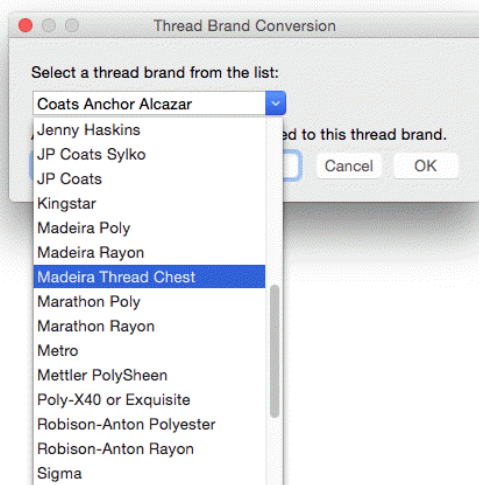 Thread Brand Conversion
Select a thread brand from the list:
Coats Anchor Alcazar
ed to this thread brand.
Cancel OK
Jenny Haskins
JP Coats Sylko
JP Coats
Kingstar
Madeira Poly
Madeira Rayon
Madeira Thread Chest
Marathon Poly
Marathon Rayon
Metro
Mettler PolySheen
Poly-X40 or Exquisite
Robison-Anton Polyester
Robison-Anton Rayon
Sigma